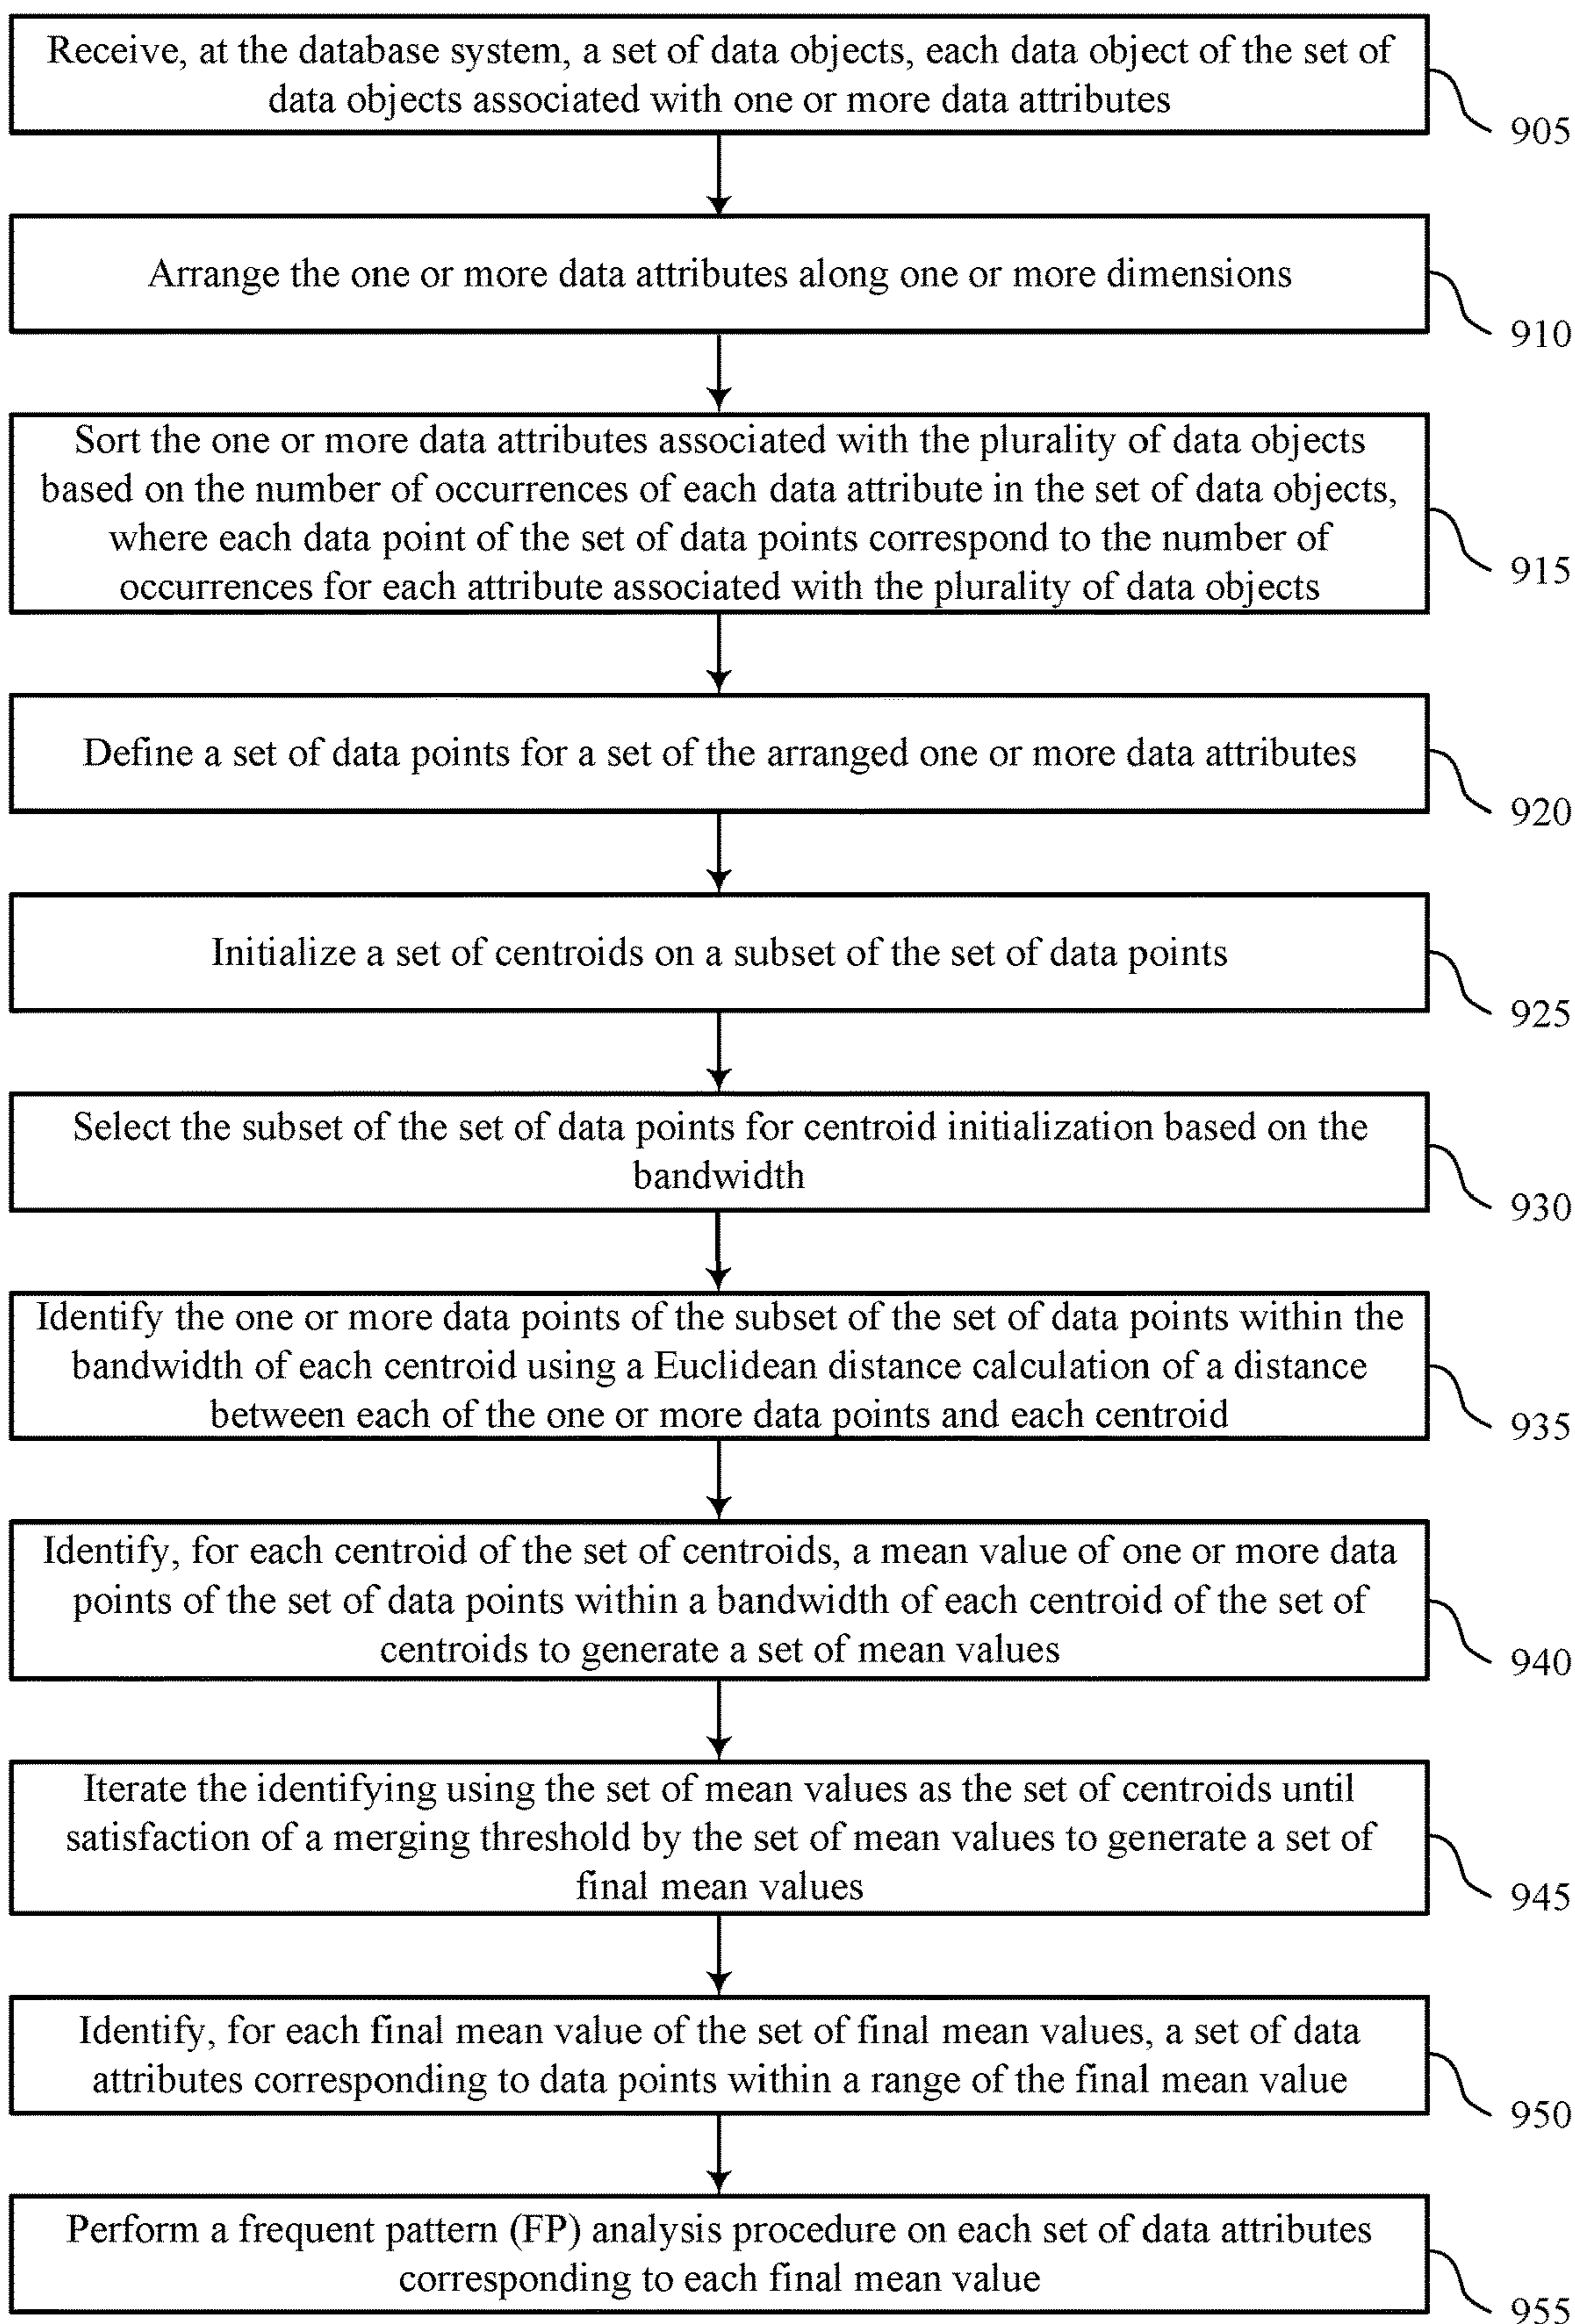 Receive, at the database system, a set of data objects, each data object of the set of
data objects associated with one or more data attributes
905
Arrange the one or more data attributes along one or more dimensions
910
Sort the one or more data attributes associated with the plurality of data objects
based on the number of occurrences of each data attribute in the set of data objects,
where each data point of the set of data points correspond to the number of
occurrences for each attribute associated with the plurality of data objects
915
Define a set of data points for a set of the arranged one or more data attributes
920
Initialize a set of centroids on a subset of the set of data points
925
Select the subset of the set of data points for centroid initialization based on the
bandwidth
930
Identify the one or more data points of the subset of the set of data points within the
bandwidth of each centroid using a Euclidean distance calculation of a distance
between each of the one or more data points and each centroid
935
Identify, for each centroid of the set of centroids, a mean value of one or more data
points of the set of data points within a bandwidth of each centroid of the set of
centroids to generate a set of mean values
940
Iterate the identifying using the set of mean values as the set of centroids until
satisfaction of a merging threshold by the set of mean values to generate a set of
final mean values
945
Identify, for each final mean value of the set of final mean values, a set of data
attributes corresponding to data points within a range of the final mean value
950
Perform a frequent pattern (FP) analysis procedure on each set of data attributes
corresponding to each final mean value
955